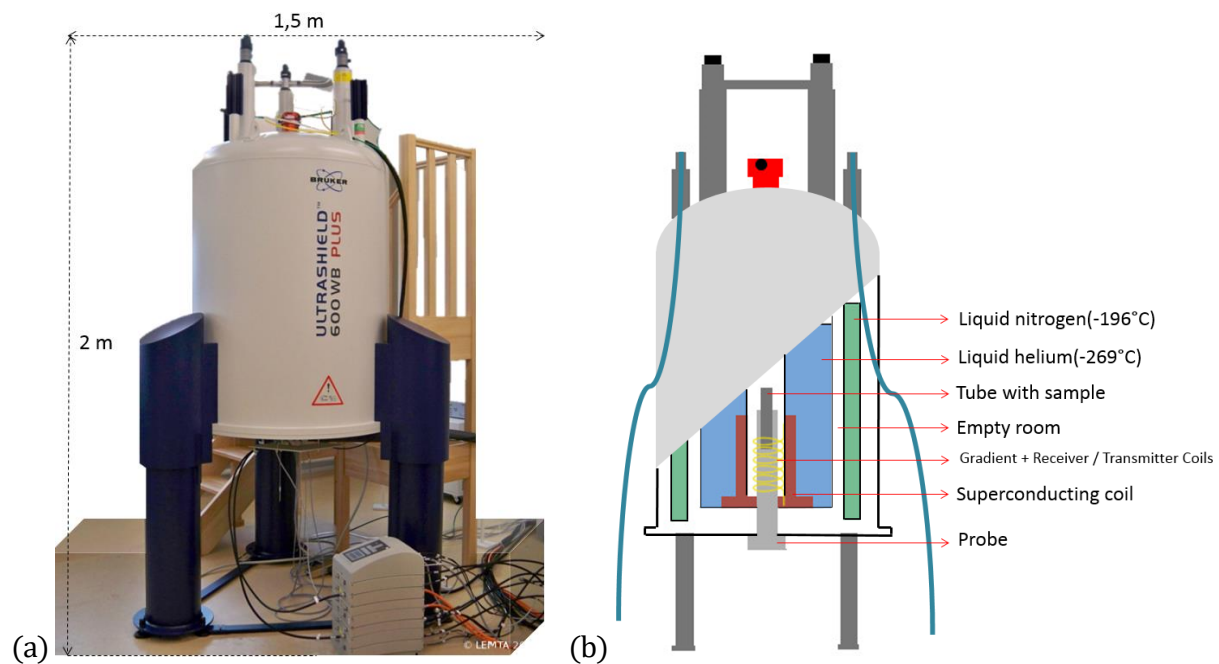 1,5 m
2 m
BRUKER
ULTRASHIELD™
600 WB PLUS
© LEMTA
(a)
Liquid nitrogen(-196°C)
Liquid helium(-269°C)
Tube with sample
Empty room
Gradient + Receiver / Transmitter Coils
Superconducting coil
Probe
(b)